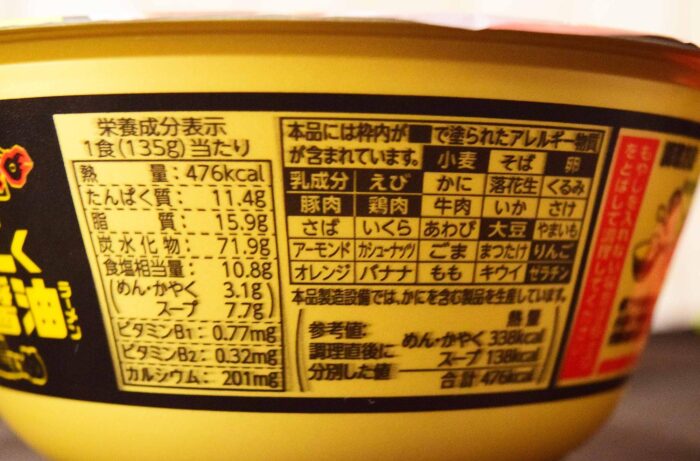 栄養成分表示
1食(135g)当たり
熱量:476kcal
たんぱく質:11.4g
脂質:15.9g
炭水化物:71.9g
食塩相当量:10.8g
(めん・かやく 3.1g
スープ 7.7g)
ビタミンB1:0.77mg
ビタミンB2:0.32mg
カルシウム:201mg
本品には枠内が■で塗られたアレルギー物質
が含まれています。 小麦 そば 卵
乳成分 えび かに 落花生 くるみ
豚肉 鶏肉 牛肉 いか さけ
さば いくら あわび 大豆 やまいも
アーモンド カシューナッツ ごま まつたけ りんご
オレンジ バナナ もも キウイ ゼラチン
本品製造設備では、かにを含む製品を生産しています。
熱量
参考値: めん・かやく 338kcal
調理直後に スープ 138kcal
分別した値 合計 476kcal
く
醤油
ラーメン